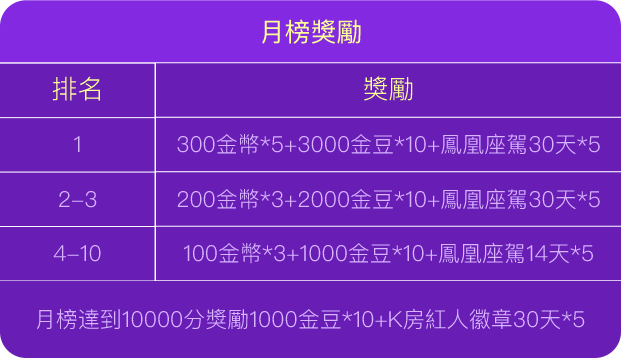 月榜獎勵
排名 獎勵
1 300金幣*5+3000金豆*10+鳳凰座駕30天*5
2-3 200金幣*3+2000金豆*10+鳳凰座駕30天*5
4-10 100金幣*3+1000金豆*10+鳳凰座駕14天*5
月榜達到10000分獎勵1000金豆*10+K房紅人徽章30天*5